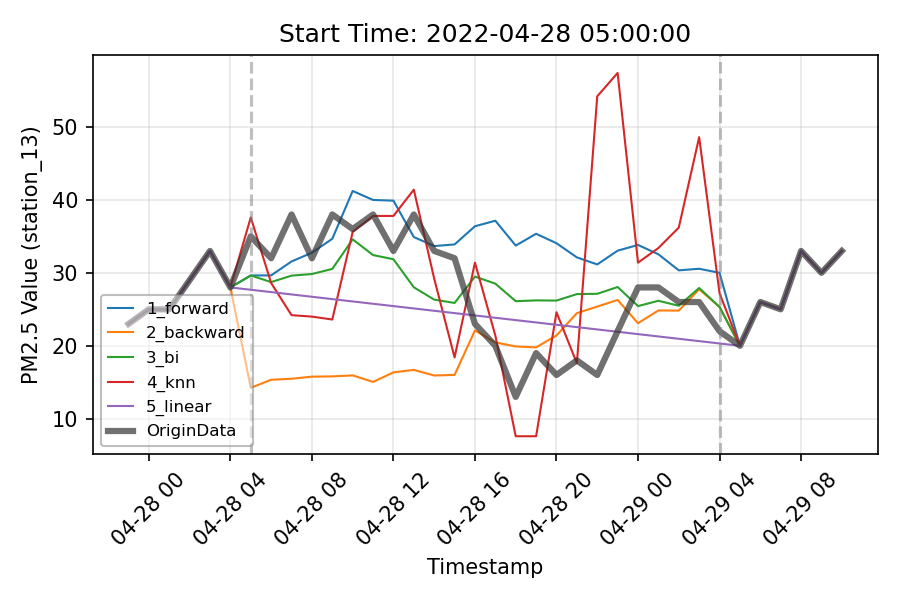 Start Time: 2022-04-28 05:00:00
PM2.5 Value (station_13)
50
40
30
20
10
1_forward
2_backward
3_bi
4_knn
5_linear
OriginData
04-28 00
04-28 04
04-28 08
04-28 12
04-28 16
04-28 20
04-29 00
04-29 04
04-29 08
Timestamp